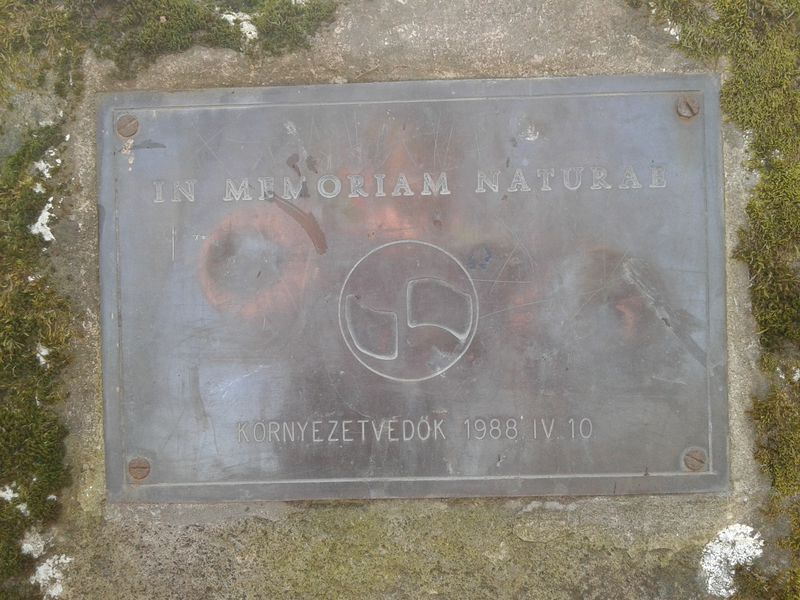 IN MEMORIAM NATURAE
KÖRNYEZETVÉDŐK 1988. IV. 10